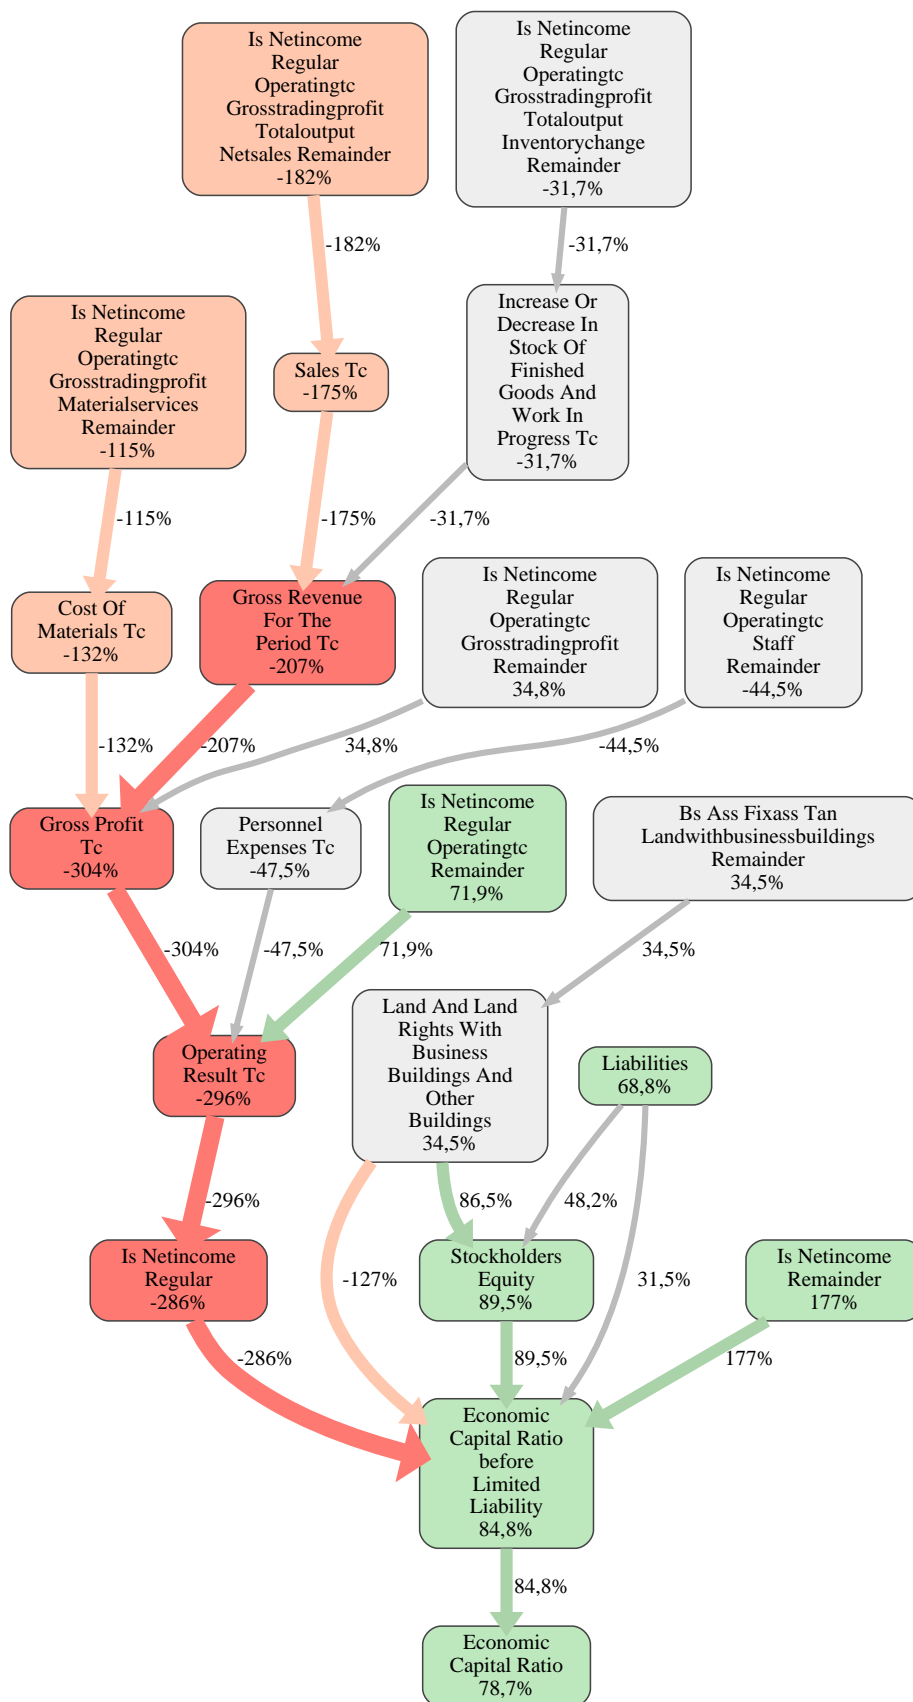 Is Netincome
Regular
Operatingtc
Grosstradingprofit
Totaloutput
Netsales Remainder
-182%
Is Netincome
Regular
Operatingtc
Grosstradingprofit
Totaloutput
Inventorychange
Remainder
-31,7%
-182%
-31,7%
Is Netincome
Regular
Operatingtc
Grosstradingprofit
Materialservices
Remainder
-115%
Sales Tc
-175%
Increase Or
Decrease In
Stock Of
Finished
Goods And
Work In
Progress Tc
-31,7%
-115%
-175%
-31,7%
Cost Of
Materials Tc
-132%
Gross Revenue
For The
Period Tc
-207%
Is Netincome
Regular
Operatingtc
Grosstradingprofit
Remainder
34,8%
Is Netincome
Regular
Operatingtc
Staff
Remainder
-44,5%
-132%
-207%
34,8%
-44,5%
Gross Profit
Tc
-304%
Personnel
Expenses Tc
-47,5%
Is Netincome
Regular
Operatingtc
Remainder
71,9%
Bs Ass Fixass Tan
Landwithbusinessbuildings
Remainder
34,5%
-304%
-47,5%
71,9%
34,5%
Operating
Result Tc
-296%
Land And Land
Rights With
Business
Buildings And
Other
Buildings
34,5%
Liabilities
68,8%
-296%
86,5%
48,2%
Is Netincome
Regular
-286%
-127%
Stockholders
Equity
89,5%
31,5%
Is Netincome
Remainder
177%
-286%
89,5%
177%
Economic
Capital Ratio
before
Limited
Liability
84,8%
84,8%
Economic
Capital Ratio
78,7%